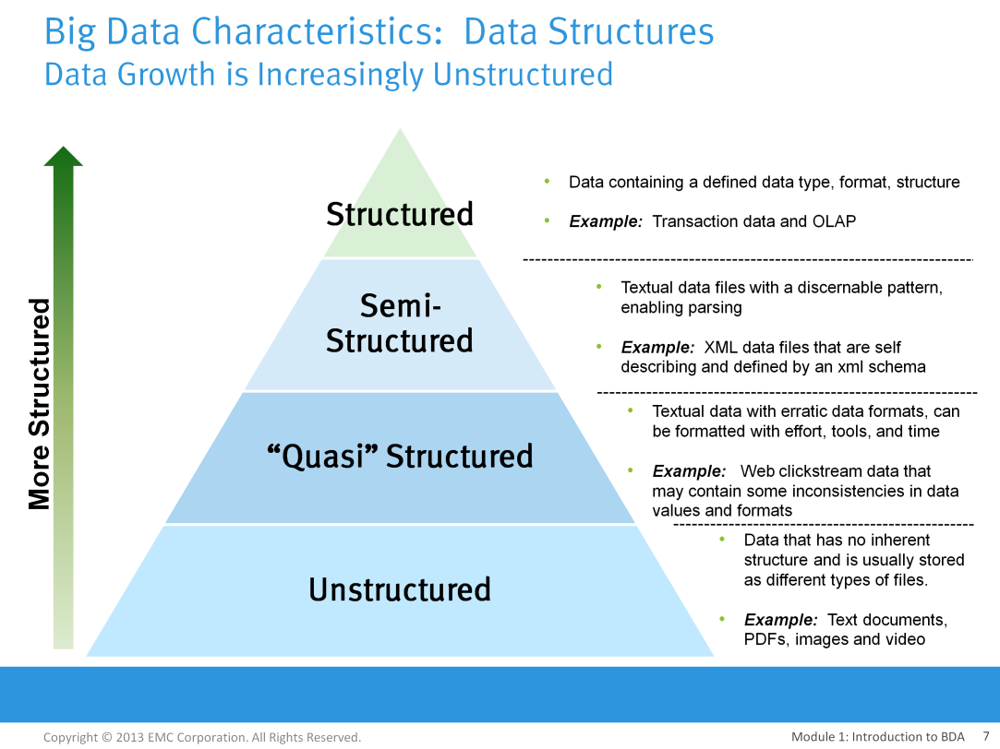 Big Data Characteristics:  Data Structures
Data Growth is Increasingly Unstructured
More Structured
Structured
• Data containing a defined data type, format, structure
• Example:  Transaction data and OLAP
Semi-
Structured
• Textual data files with a discernable pattern,
enabling parsing
• Example:  XML data files that are self
describing and defined by an xml schema
“Quasi” Structured
• Textual data with erratic data formats, can
be formatted with effort, tools, and time
• Example:   Web clickstream data that
may contain some inconsistencies in data
values and formats
Unstructured
• Data that has no inherent
structure and is usually stored
as different types of files.
• Example:  Text documents,
PDFs, images and video
Copyright © 2013 EMC Corporation. All Rights Reserved.
Module 1: Introduction to BDA 7